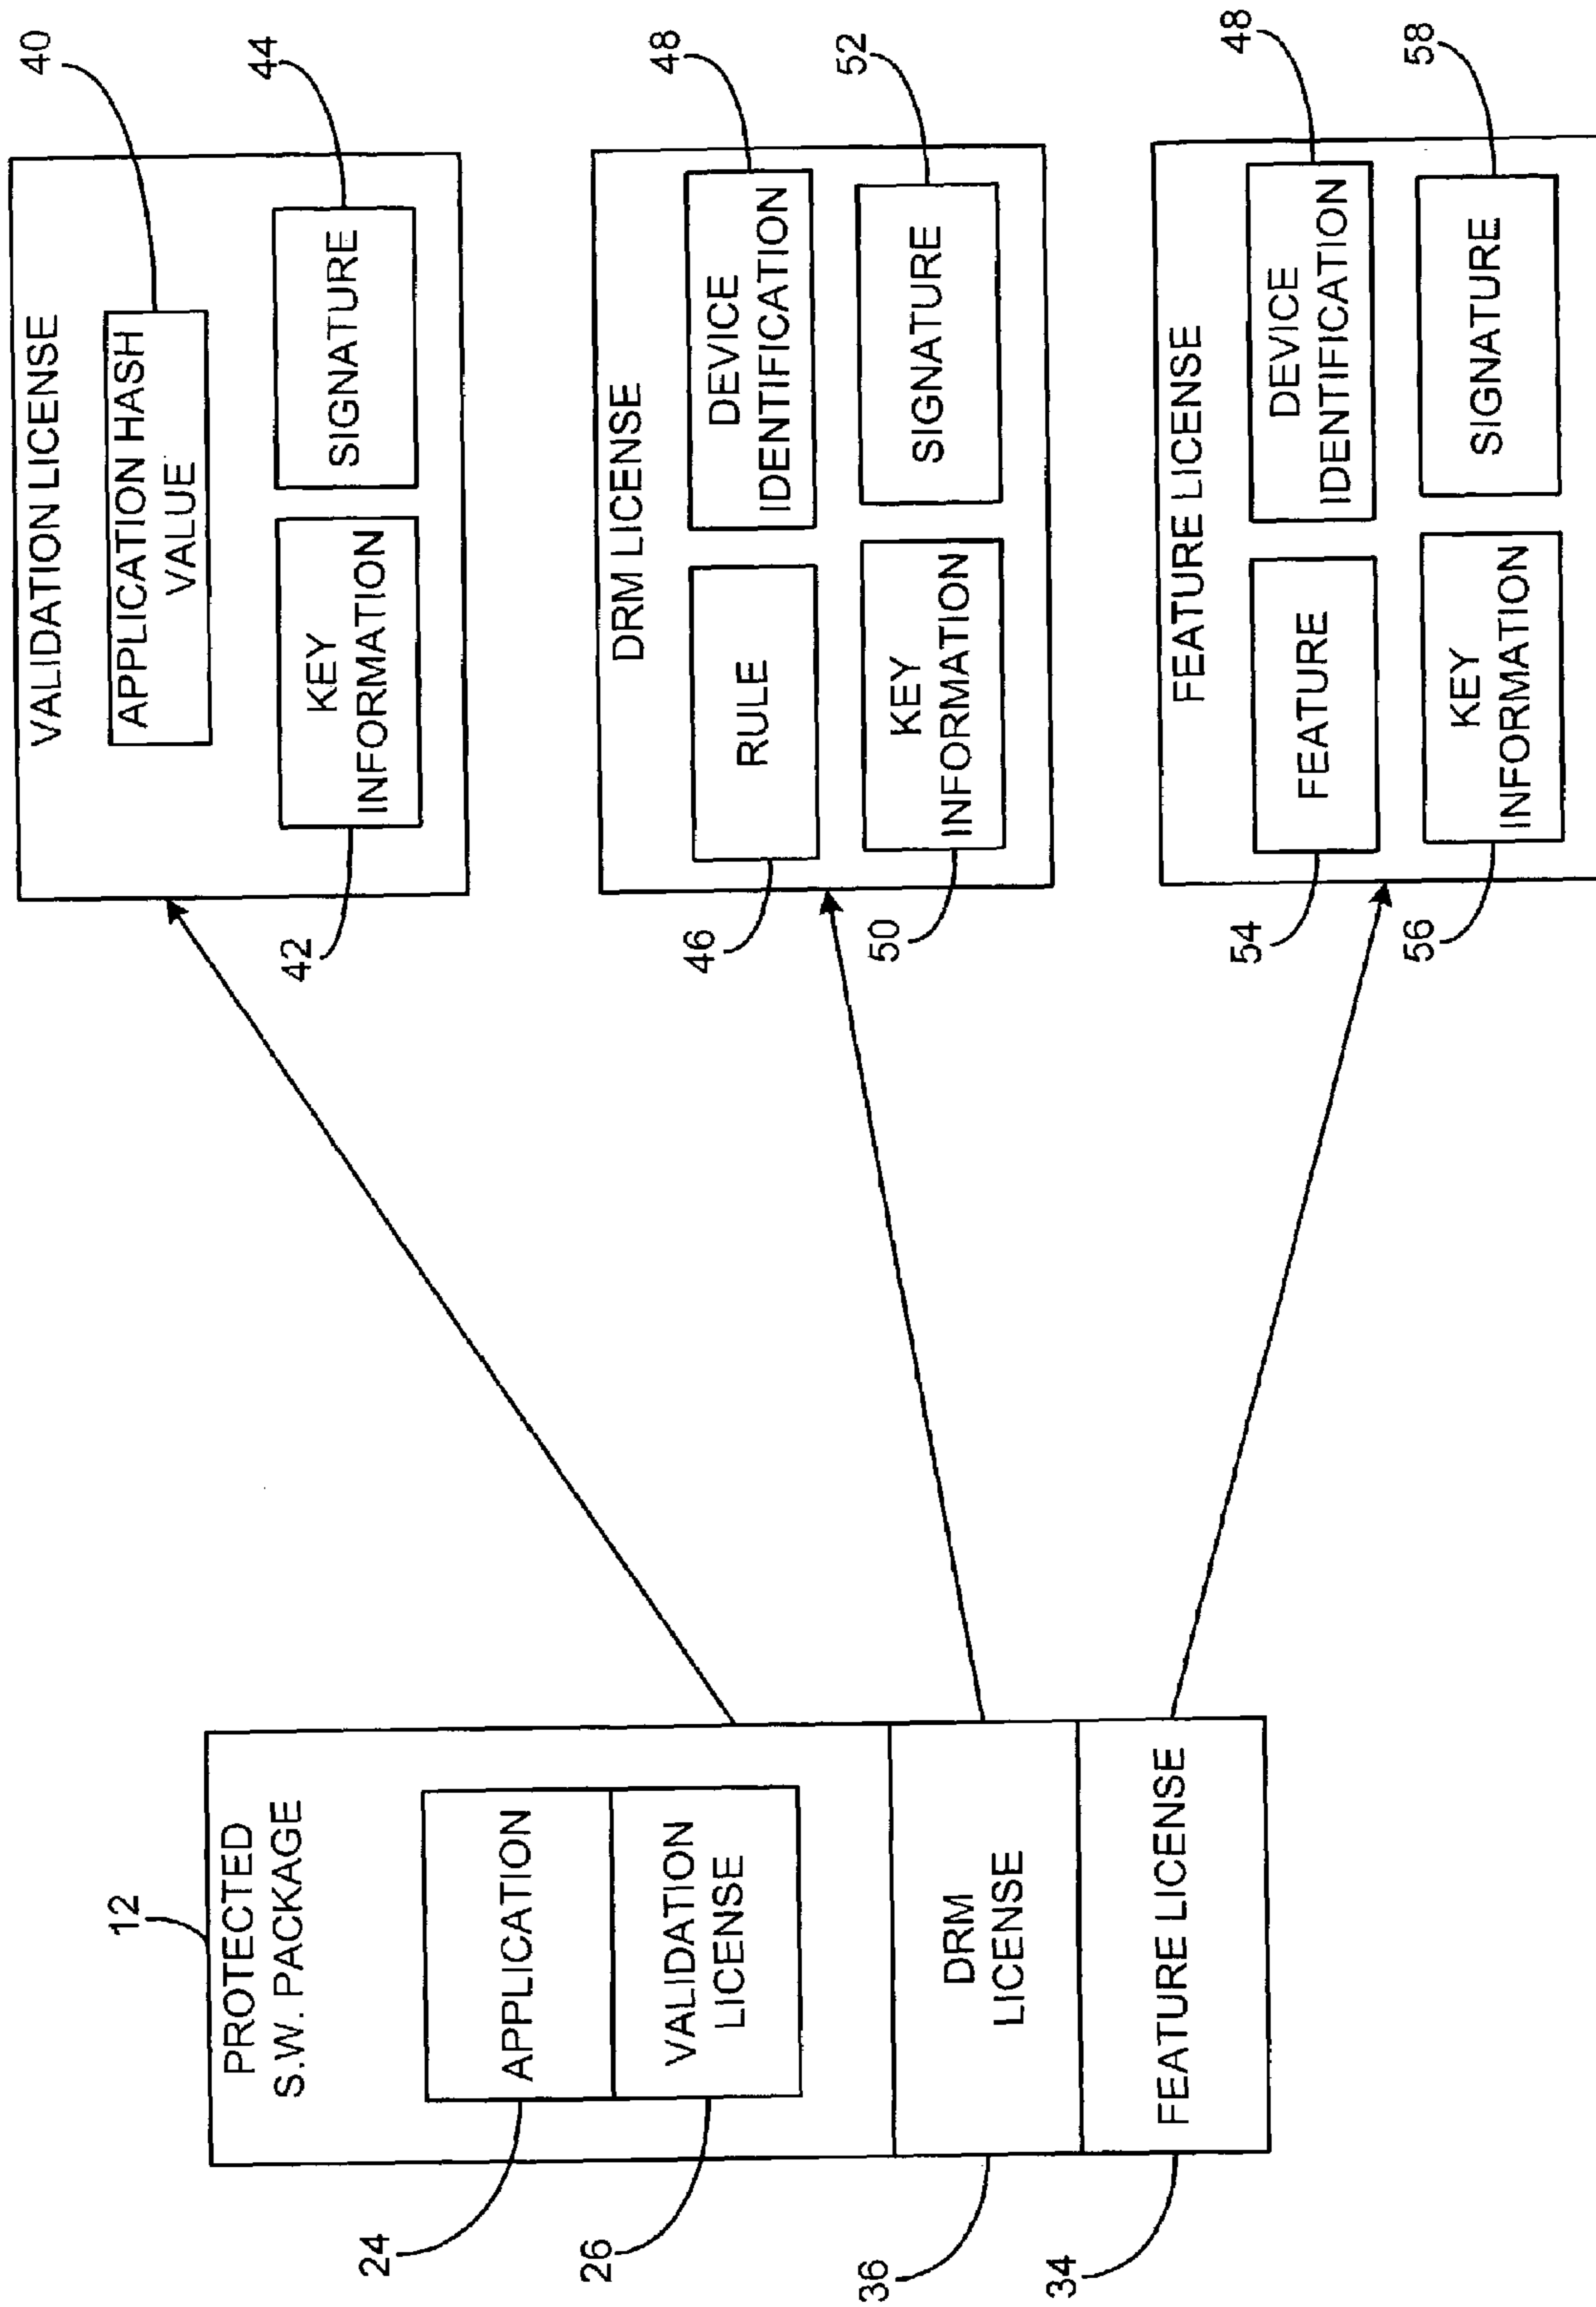 12
PROTECTED
S.W. PACKAGE
24
APPLICATION
26
VALIDATION
LICENSE
36
DRM
LICENSE
34
FEATURE LICENSE
VALIDATION LICENSE
40
APPLICATION HASH
VALUE
42
KEY
INFORMATION
44
SIGNATURE
DRM LICENSE
46
RULE
48
DEVICE
IDENTIFICATION
50
KEY
INFORMATION
52
SIGNATURE
FEATURE LICENSE
54
FEATURE
48
DEVICE
IDENTIFICATION
56
KEY
INFORMATION
58
SIGNATURE